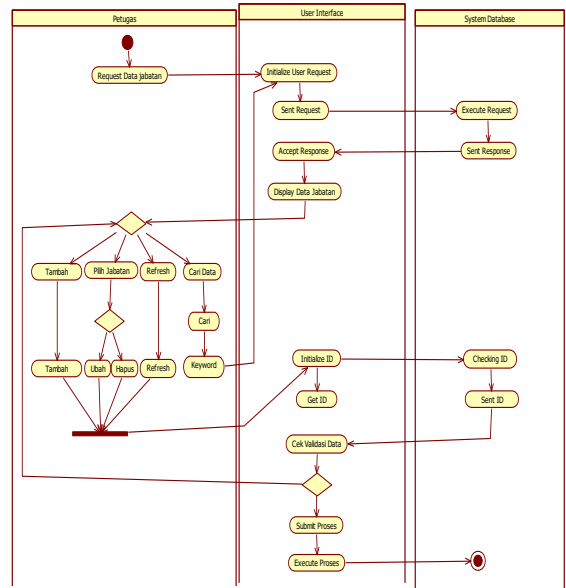 Petugas
User Interface
System Database
Request Data jabatan
Initialize User Request
Sent Request
Execute Request
Accept Response
Sent Response
Display Data Jabatan
Tambah
Pilih Jabatan
Refresh
Cari Data
Cari
Tambah
Ubah
Hapus
Refresh
Keyword
Initialize ID
Checking ID
Get ID
Sent ID
Cek Validasi Data
Submit Proses
Execute Proses